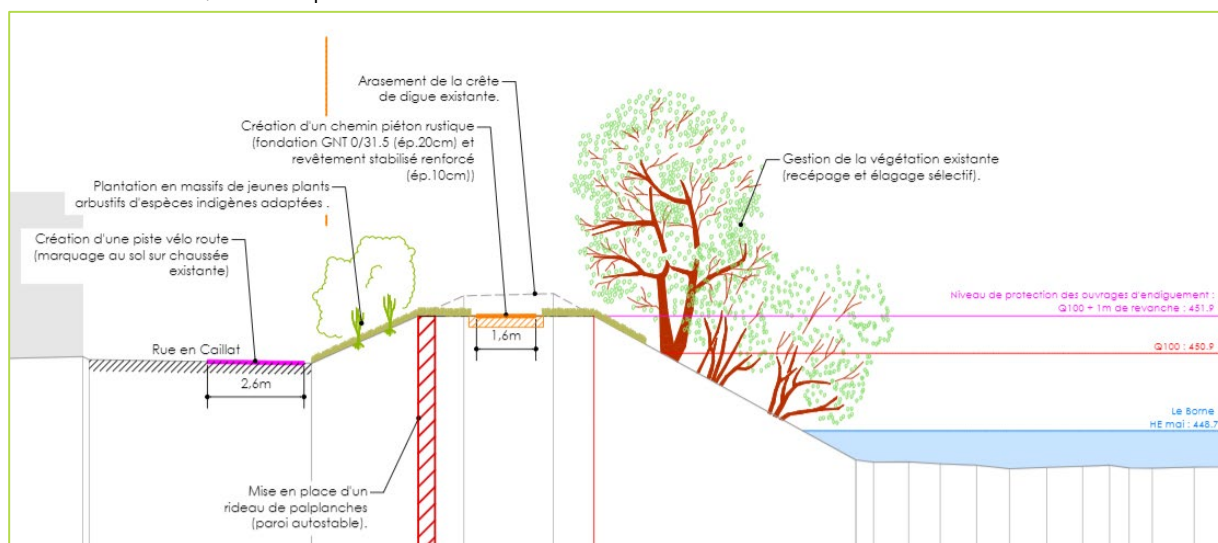 Arasement de la crête
de digue existante.
Création d'un chemin piéton rustique
(fondation GNT 0/31.5 (ép.20cm) et
revêtement stabilisé renforcé
(ép.10cm))
Gestion de la végétation existante
(recépage et élagage sélectif).
Plantation en massifs de jeunes plants
arbustifs d'espèces indigènes adaptées .
Création d'une piste vélo route
(marquage au sol sur chaussée
existante)
Niveau de protection des ouvrages d'endiguement :
Q100 + 1m de revanche : 451.9
Rue en Caillat
1,6m
Q100 : 450.9
2,6m
Le Borne
HE mai : 448.7
Mise en place d'un
rideau de palplanches
(paroi autostable).